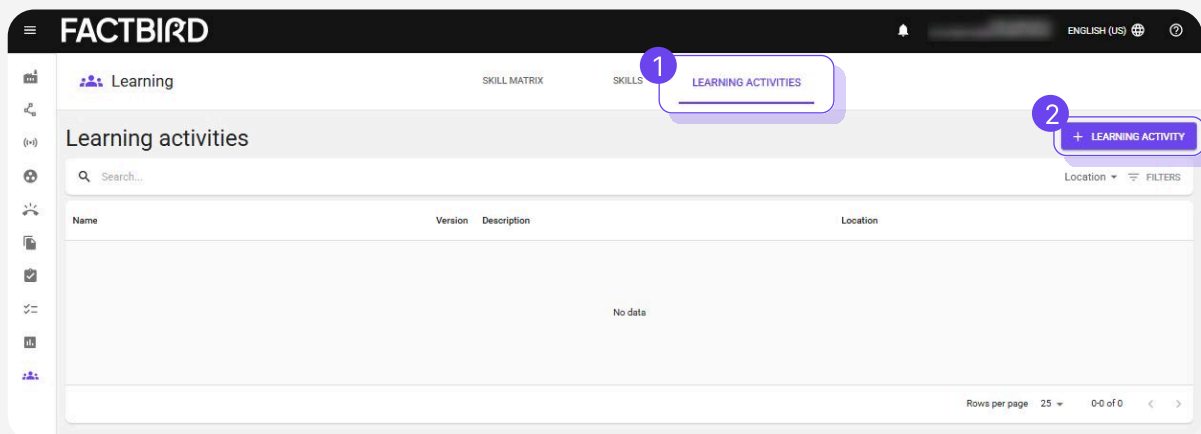 FACTBIRD
ENGLISH (US)
Learning
SKILL MATRIX
SKILLS
1
LEARNING ACTIVITIES
Learning activities
2
+ LEARNING ACTIVITY
Search...
Location
FILTERS
Name
Version
Description
Location
No data
Rows per page 25
0-0 of 0